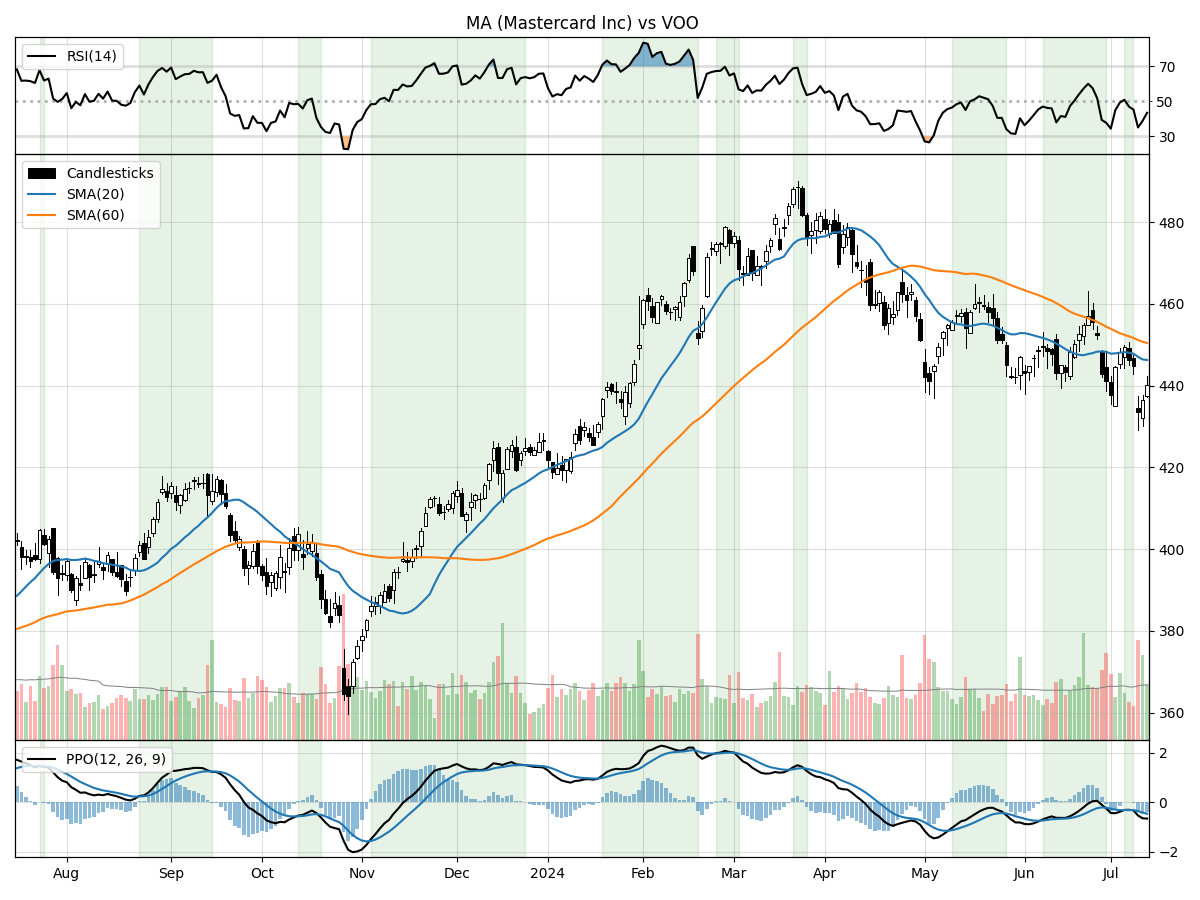 MA (Mastercard Inc) vs VOO
RSI(14)
70
50
30
Candlesticks
SMA(20)
SMA(60)
480
460
440
420
400
380
360
PPO(12, 26, 9)
2
0
−2
Aug Sep Oct Nov Dec 2024 Feb Mar Apr May Jun Jul